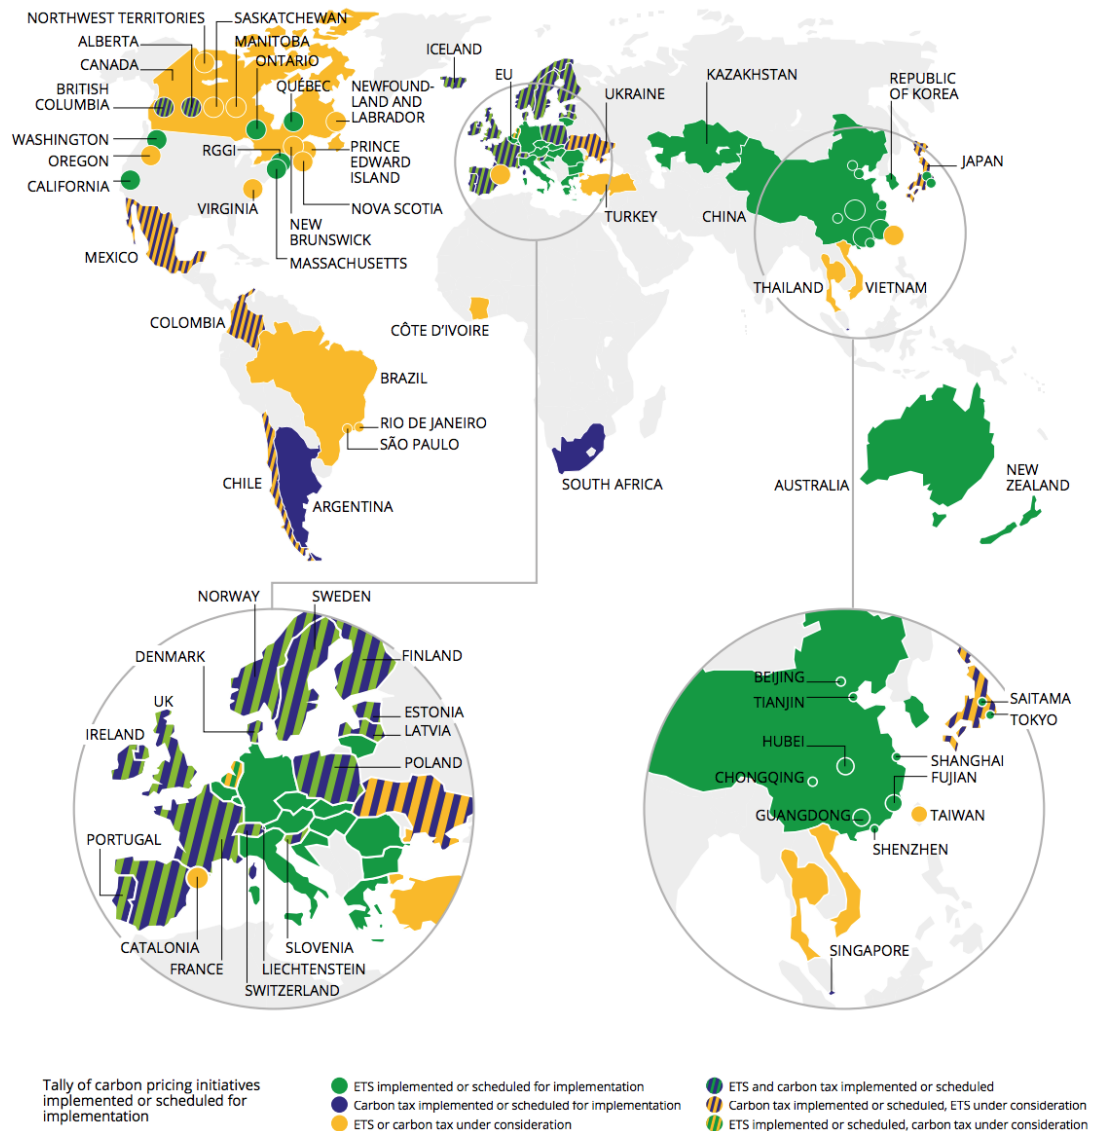 NORTHWEST TERRITORIES
SASKATCHEWAN
ALBERTA
MANITOBA
CANADA
ONTARIO
BRITISH
COLUMBIA
QUÉBEC
NEWFOUND-
LAND AND
LABRADOR
WASHINGTON
OREGON
RGGI
PRINCE
EDWARD
ISLAND
CALIFORNIA
VIRGINIA
NOVA SCOTIA
NEW
BRUNSWICK
MASSACHUSETTS
MEXICO
ICELAND
EU
UKRAINE
TURKEY
KAZAKHSTAN
REPUBLIC
OF KOREA
JAPAN
CHINA
THAILAND
VIETNAM
COLOMBIA
CÔTE D'IVOIRE
BRAZIL
RIO DE JANEIRO
SÃO PAULO
CHILE
ARGENTINA
SOUTH AFRICA
AUSTRALIA
NEW
ZEALAND
NORWAY
SWEDEN
DENMARK
FINLAND
UK
ESTONIA
IRELAND
LATVIA
POLAND
PORTUGAL
CATALONIA
SLOVENIA
FRANCE
LIECHTENSTEIN
SWITZERLAND
BEIJING
TIANJIN
SAITAMA
TOKYO
HUBEI
SHANGHAI
CHONGQING
FUJIAN
GUANGDONG
TAIWAN
SHENZHEN
SINGAPORE
Tally of carbon pricing initiatives
implemented or scheduled for
implementation
ETS implemented or scheduled for implementation
Carbon tax implemented or scheduled for implementation
ETS or carbon tax under consideration
ETS and carbon tax implemented or scheduled
Carbon tax implemented or scheduled, ETS under consideration
ETS implemented or scheduled, carbon tax under consideration